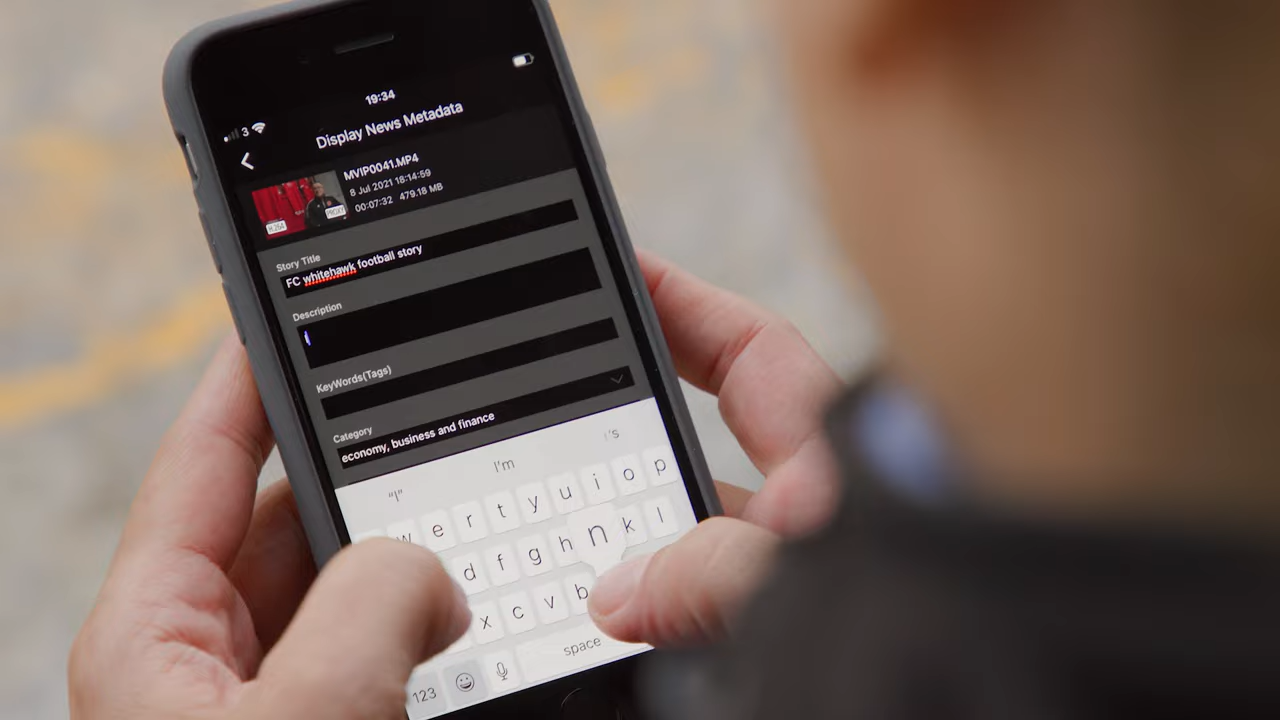 19:34
3
Display News Metadata
MVIP0041.MP4
8 Jul 2021 18:14:59
00:07:32 479.18 MB
H.264
PROXY
Story Title
FC whitehawk football story
Description
i
KeyWords(Tags)
Category
economy, business and finance
“I” I'm 's
w e r t y u i o p
d f g h n k l
x c v b
123 space